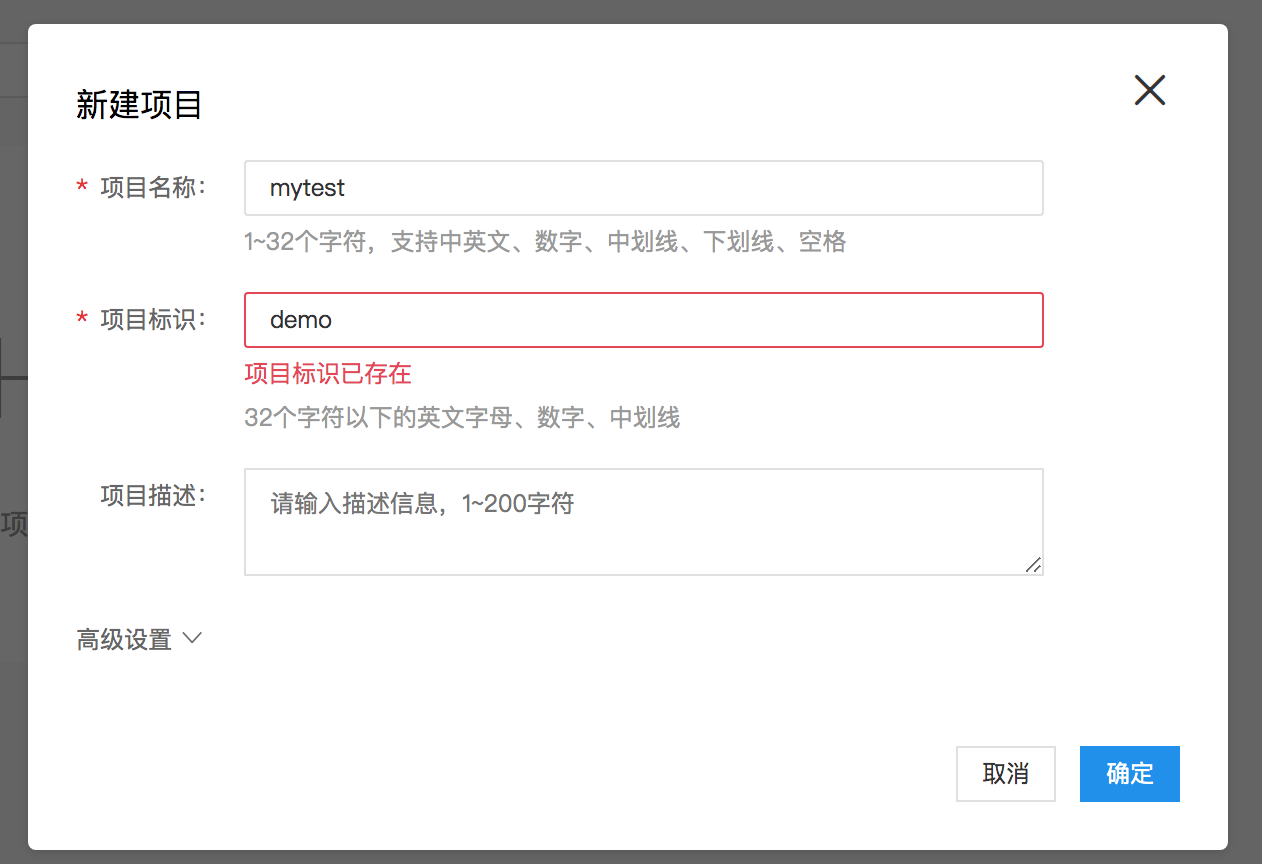 新建项目
* 项目名称： mytest
1~32个字符，支持中英文、数字、中划线、下划线、空格
* 项目标识： demo
项目标识已存在
32个字符以下的英文字母、数字、中划线
项目描述： 请输入描述信息，1~200字符
项
高级设置
取消 确定